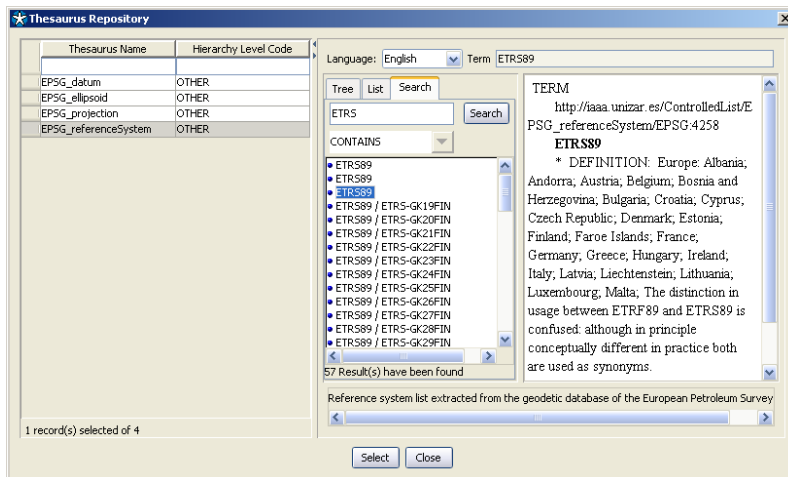 Thesaurus Repository
Thesaurus Name
Hierarchy Level Code
EPSG_datum OTHER
EPSG_ellipsoid OTHER
EPSG_projection OTHER
EPSG_referenceSystem OTHER
1 record(s) selected of 4
Language: English Term ETRS89
Tree List Search
ETRS Search
CONTAINS
ETRS89
ETRS89
ETRS89
ETRS89 / ETRS-GK19FIN
ETRS89 / ETRS-GK20FIN
ETRS89 / ETRS-GK21FIN
ETRS89 / ETRS-GK22FIN
ETRS89 / ETRS-GK23FIN
ETRS89 / ETRS-GK24FIN
ETRS89 / ETRS-GK25FIN
ETRS89 / ETRS-GK26FIN
ETRS89 / ETRS-GK27FIN
ETRS89 / ETRS-GK28FIN
ETRS89 / ETRS-GK29FIN
57 Result(s) have been found
TERM
http://iaaa.unizar.es/ControlledList/E
PSG_referenceSystem/EPSG:4258
ETRS89
* DEFINITION: Europe: Albania;
Andorra; Austria; Belgium; Bosnia and
Herzegovina; Bulgaria; Croatia; Cyprus;
Czech Republic; Denmark; Estonia;
Finland; Faroe Islands; France;
Germany; Greece; Hungary; Ireland;
Italy; Latvia; Liechtenstein; Lithuania;
Luxembourg; Malta; The distinction in
usage between ETRF89 and ETRS89 is
confused: although in principle
conceptually different in practice both
are used as synonyms.
Reference system list extracted from the geodetic database of the European Petroleum Survey
Select Close